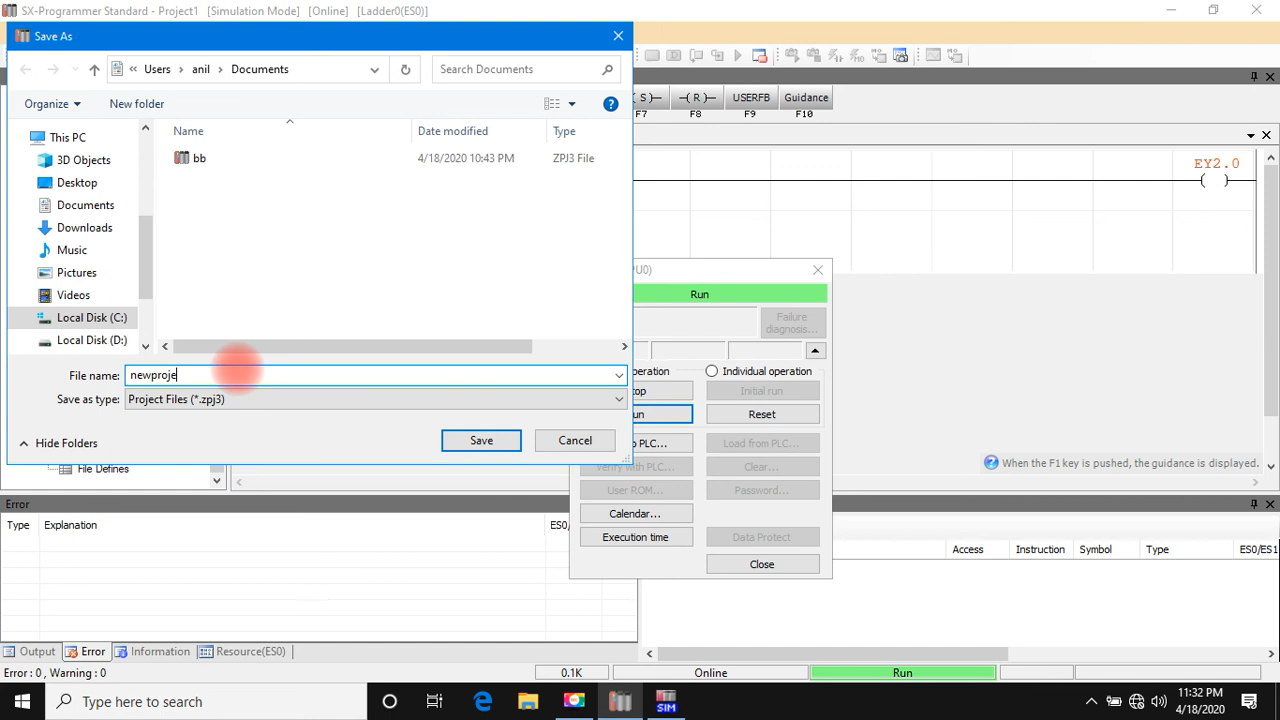 SX-Programmer Standard - Project1 [Simulation Mode] [Online] [Ladder0(ES0)]
Save As
Users › anil › Documents
Search Documents
Organize
New folder
(S)
(R)
USERFB
Guidance
F7
F8
F9
F10
This PC
3D Objects
Desktop
Documents
Downloads
Music
Pictures
Videos
Local Disk (C:)
Local Disk (D:)
Name
Date modified
Type
bb
4/18/2020 10:43 PM
ZPJ3 File
EY2.0
File name:
newproje
Save as type:
Project Files (*.zpj3)
Hide Folders
Save
Cancel
Run
Failure
diagnosis...
Individual operation
Initial run
Reset
Load from PLC...
Verify with PLC...
Clear...
User ROM...
Password...
Calendar...
Execution time
Data Protect
Close
When the F1 key is pushed, the guidance is displayed.
File Defines
Error
Type
Explanation
ES0/
Access
Instruction
Symbol
Type
ES0/ES1
Output
Error
Information
Resource(ES0)
Error : 0 , Warning : 0
0.1K
Online
Run
Type here to search
SIM
11:32 PM
4/18/2020